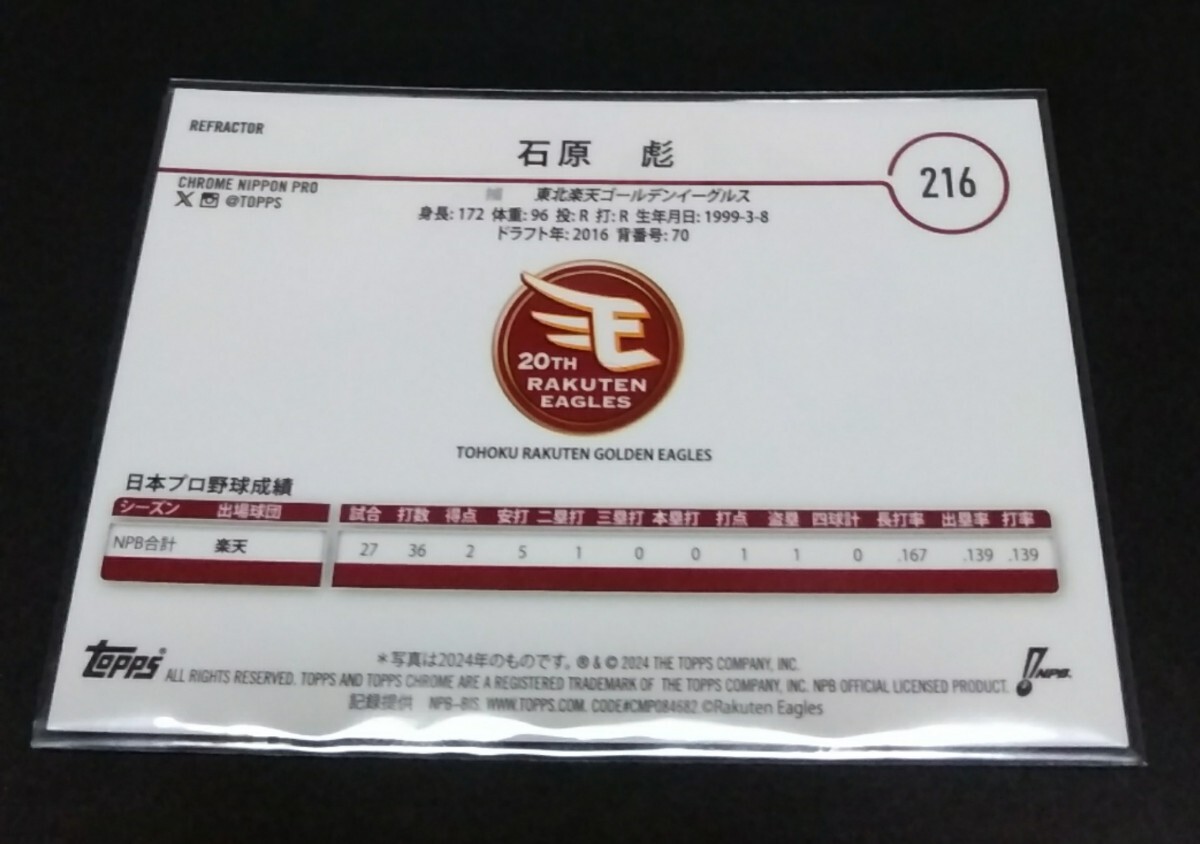 REFRACTOR
石原 彪
216
CHROME NIPPON PRO
@TOPPS
東北楽天ゴールデンイーグルス
身長: 172 体重: 96 投: R 打: R 生年月日: 1999-3-8
ドラフト年: 2016 背番号: 70
20TH
RAKUTEN
EAGLES
TOHOKU RAKUTEN GOLDEN EAGLES
日本プロ野球成績
シーズン 出場球団 試合 打数 得点 安打 二塁打 三塁打 本塁打 打点 盗塁 四球計 長打率 出塁率 打率
NPB合計 楽天 27 36 2 5 1 0 0 1 1 0 .167 .139 .139
topps®
*写真は2024年のものです。 ® & © 2024 THE TOPPS COMPANY, INC.
ALL RIGHTS RESERVED. TOPPS AND TOPPS CHROME ARE A REGISTERED TRADEMARK OF THE TOPPS COMPANY, INC. NPB OFFICIAL LICENSED PRODUCT.
記録提供 NPB-BIS. WWW.TOPPS.COM. CODE#CMP084682 ©Rakuten Eagles
NPB.